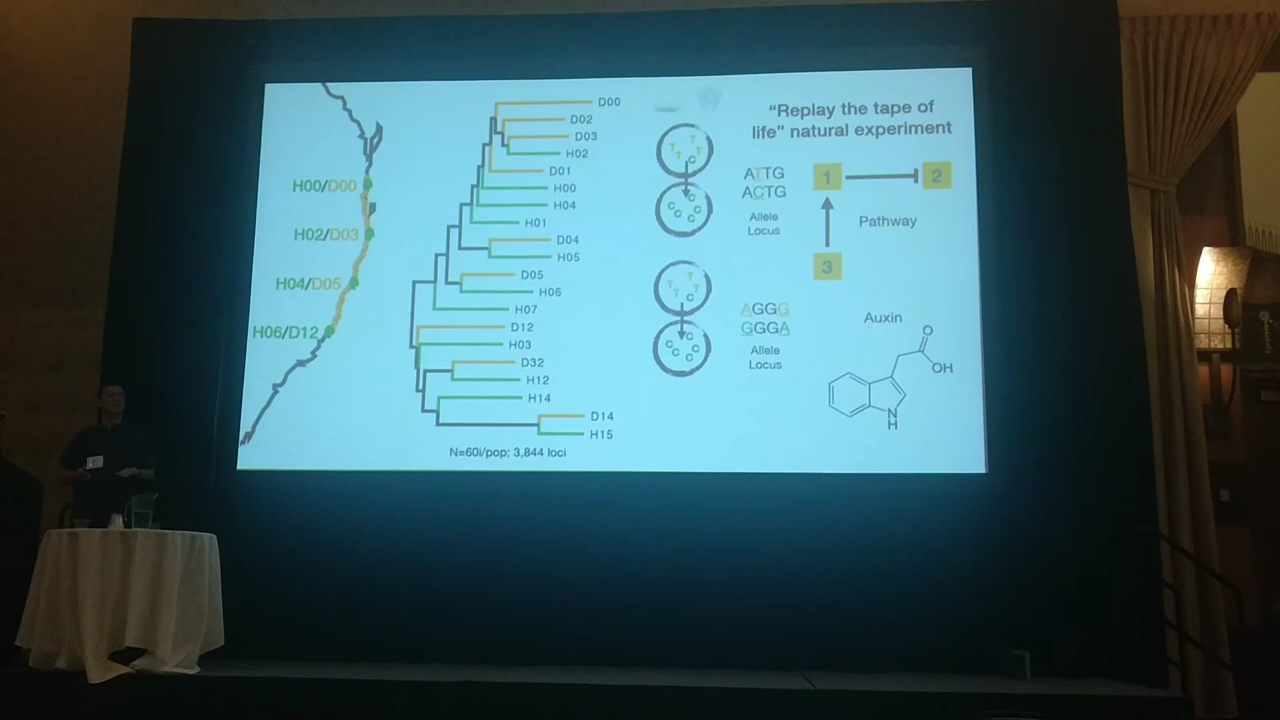 H00/D00
H02/D03
H04/D05
H06/D12
D00
D02
D03
H02
D01
H00
H04
H01
D04
H05
D05
H06
H07
D12
H03
D32
H12
H14
D14
H15
N=60i/pop; 3,844 loci
T
T
T
T
C
C
C
C
C
C
ATTG
ACTG
Allele
Locus
T
T
T
T
C
C
C
C
C
C
AGGG
GGGA
Allele
Locus
“Replay the tape of
life” natural experiment
1
2
Pathway
3
Auxin
O
OH
N
H